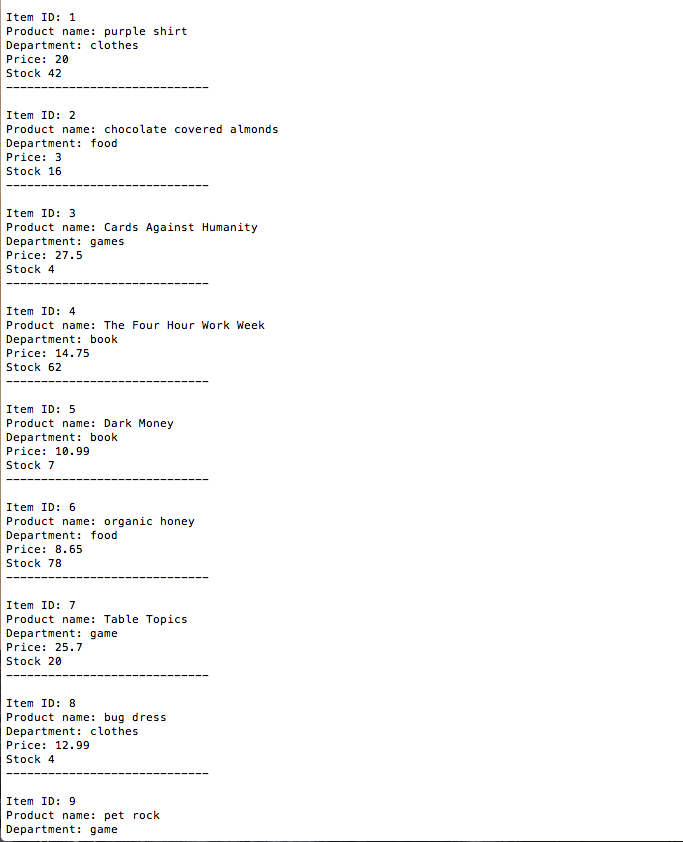 Item ID: 1
Product name: purple shirt
Department: clothes
Price: 20
Stock 42
-----------------------------
Item ID: 2
Product name: chocolate covered almonds
Department: food
Price: 3
Stock 16
-----------------------------
Item ID: 3
Product name: Cards Against Humanity
Department: games
Price: 27.5
Stock 4
-----------------------------
Item ID: 4
Product name: The Four Hour Work Week
Department: book
Price: 14.75
Stock 62
-----------------------------
Item ID: 5
Product name: Dark Money
Department: book
Price: 10.99
Stock 7
-----------------------------
Item ID: 6
Product name: organic honey
Department: food
Price: 8.65
Stock 78
-----------------------------
Item ID: 7
Product name: Table Topics
Department: game
Price: 25.7
Stock 20
-----------------------------
Item ID: 8
Product name: bug dress
Department: clothes
Price: 12.99
Stock 4
-----------------------------
Item ID: 9
Product name: pet rock
Department: game